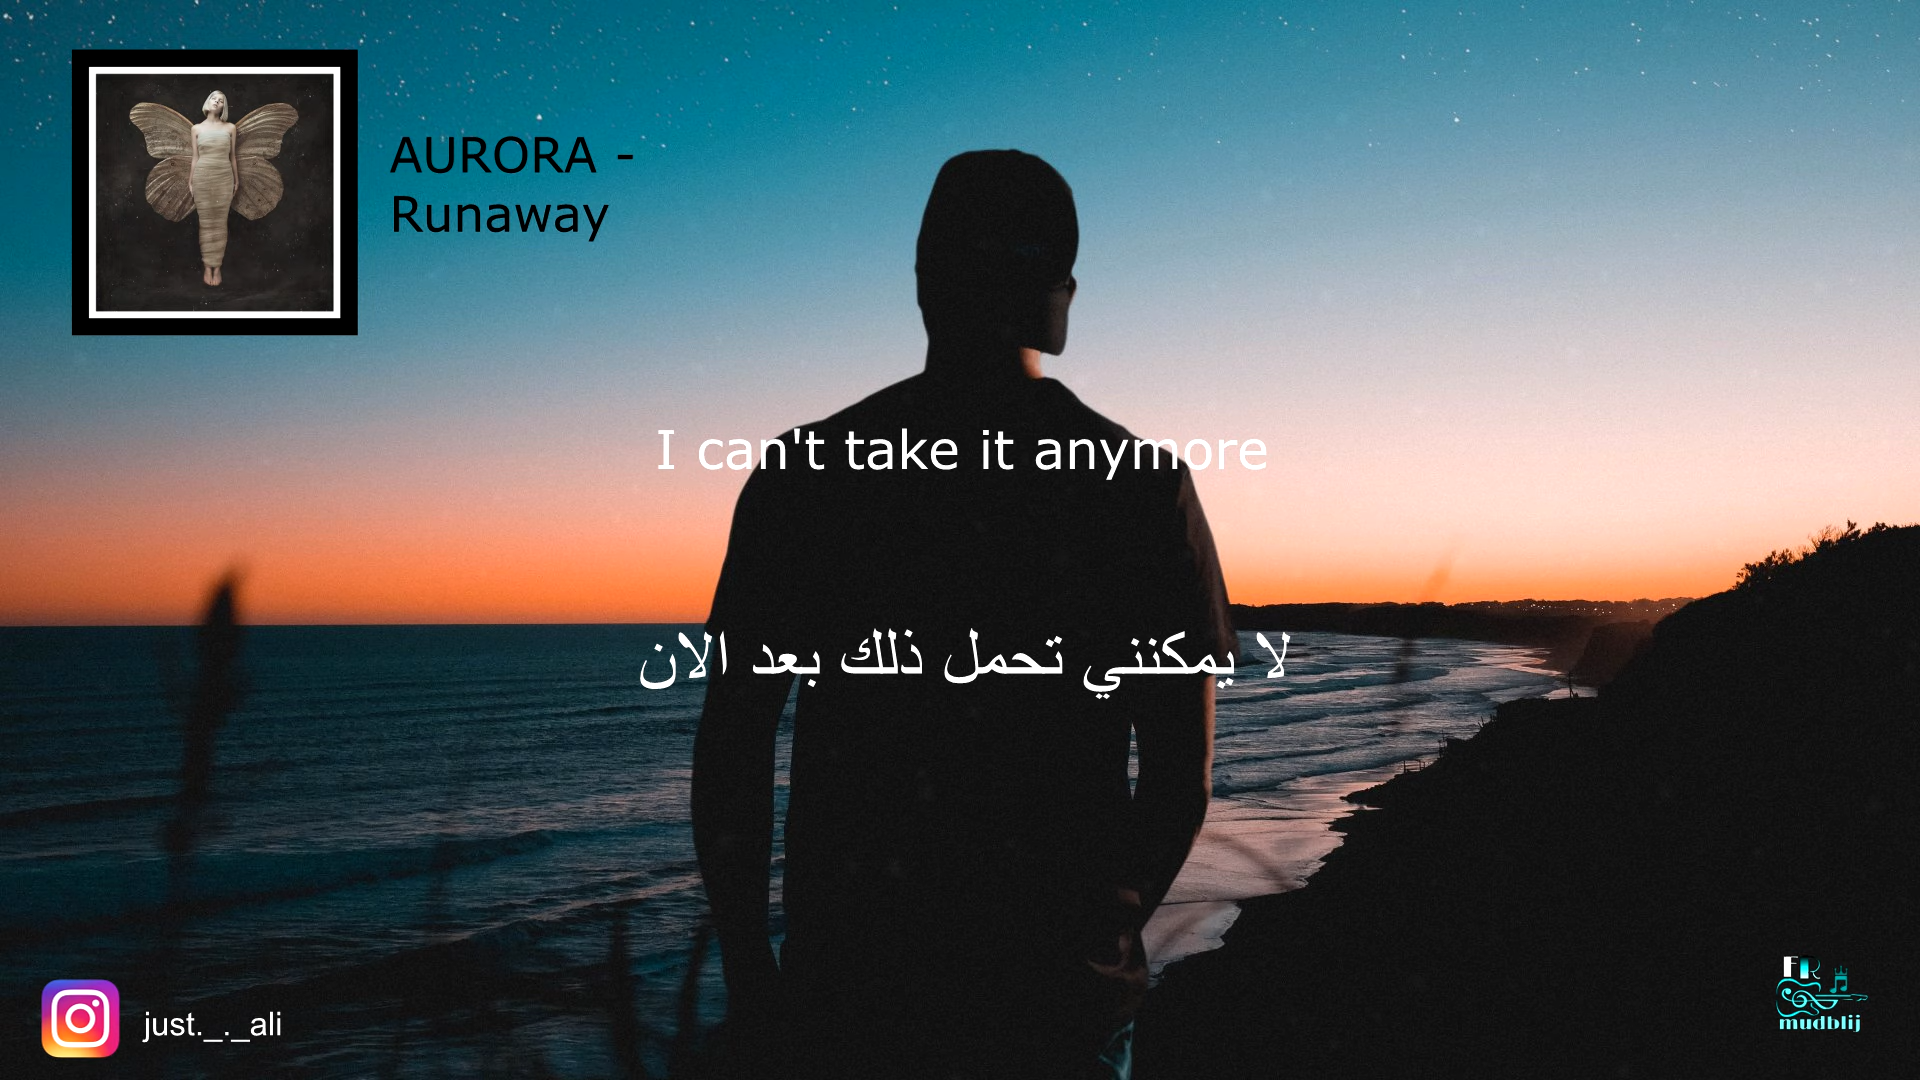 AURORA -
Runaway
I can't take it anymore
لا يمكنني تحمل ذلك بعد الان
just._._ali
FR
mudblij